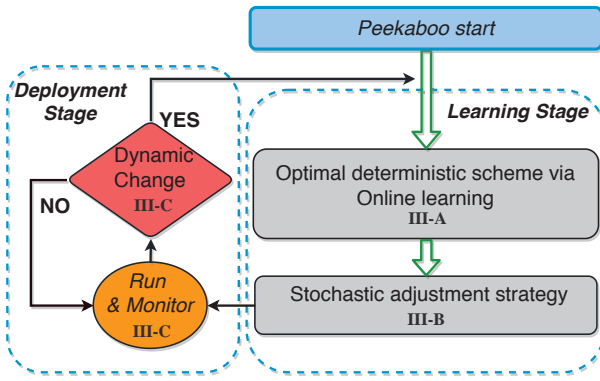 Peekaboo start
Deployment
Stage
YES
Learning Stage
Dynamic
Change
III-C
NO
Optimal deterministic scheme via
Online learning
III-A
Run
& Monitor
III-C
Stochastic adjustment strategy
III-B